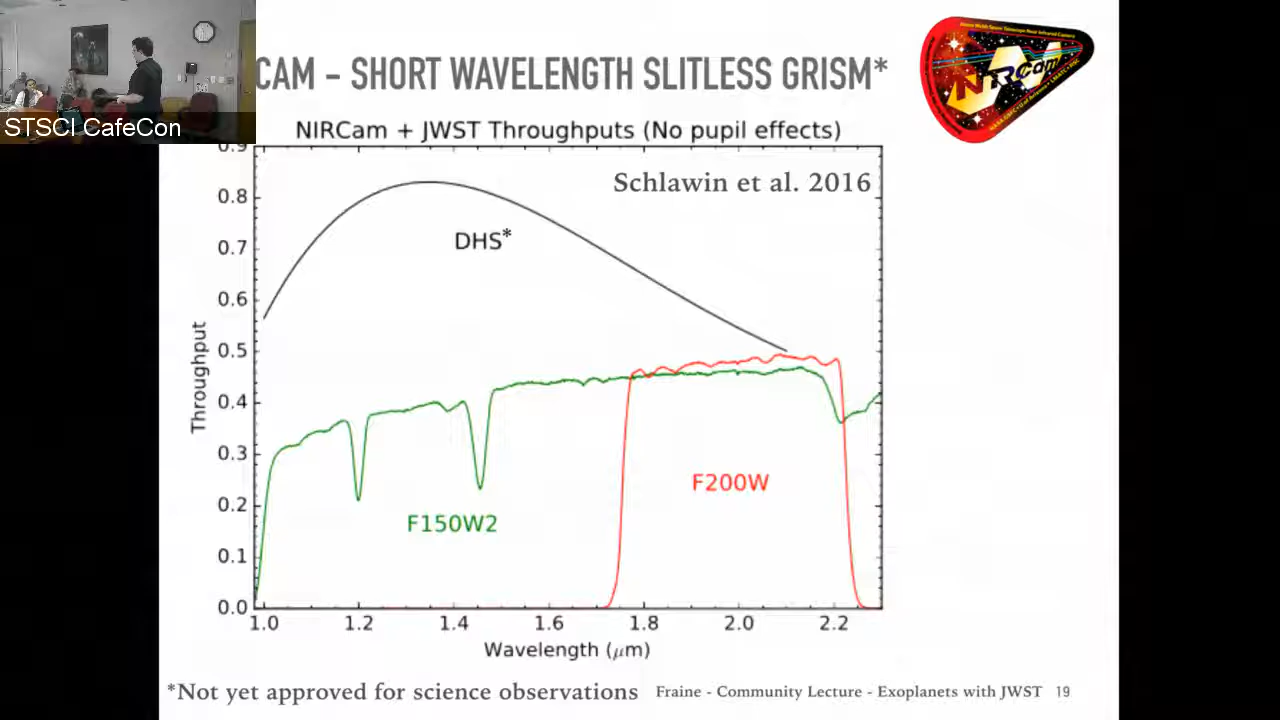 STSCI CafeCon
CAM – SHORT WAVELENGTH SLITLESS GRISM*
NIRCam
NIRCam + JWST Throughputs (No pupil effects)
Schlawin et al. 2016
DHS*
F200W
F150W2
Throughput
0.9
0.8
0.7
0.6
0.5
0.4
0.3
0.2
0.1
0.0
1.0 1.2 1.4 1.6 1.8 2.0 2.2
Wavelength (μm)
*Not yet approved for science observations
Fraine - Community Lecture - Exoplanets with JWST 19